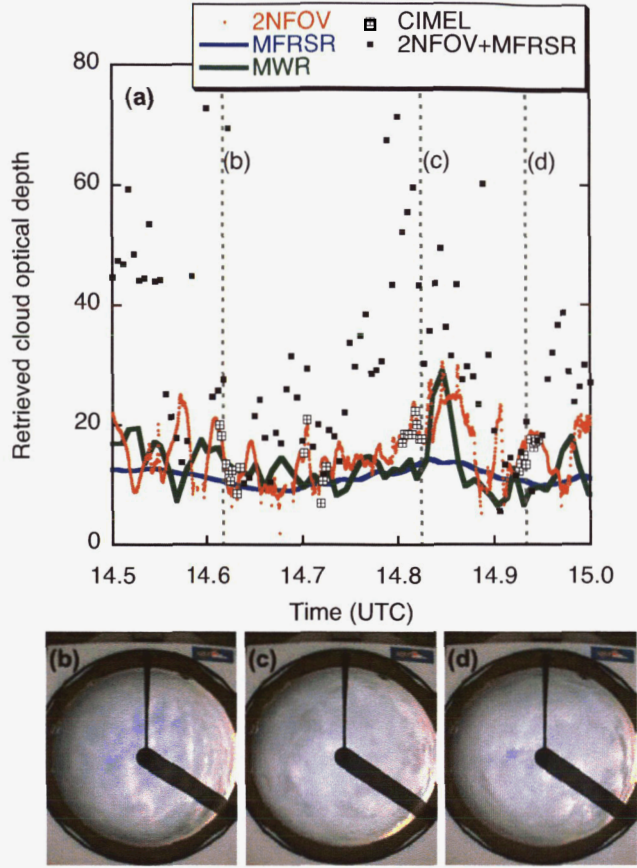 2NFOV
CIMEL
MFRSR
2NFOV+MFRSR
MWR
80
(a)
(b)
(c)
(d)
60
40
20
0
Retrieved cloud optical depth
14.5
14.6
14.7
14.8
14.9
15.0
Time (UTC)
(b)
(c)
(d)